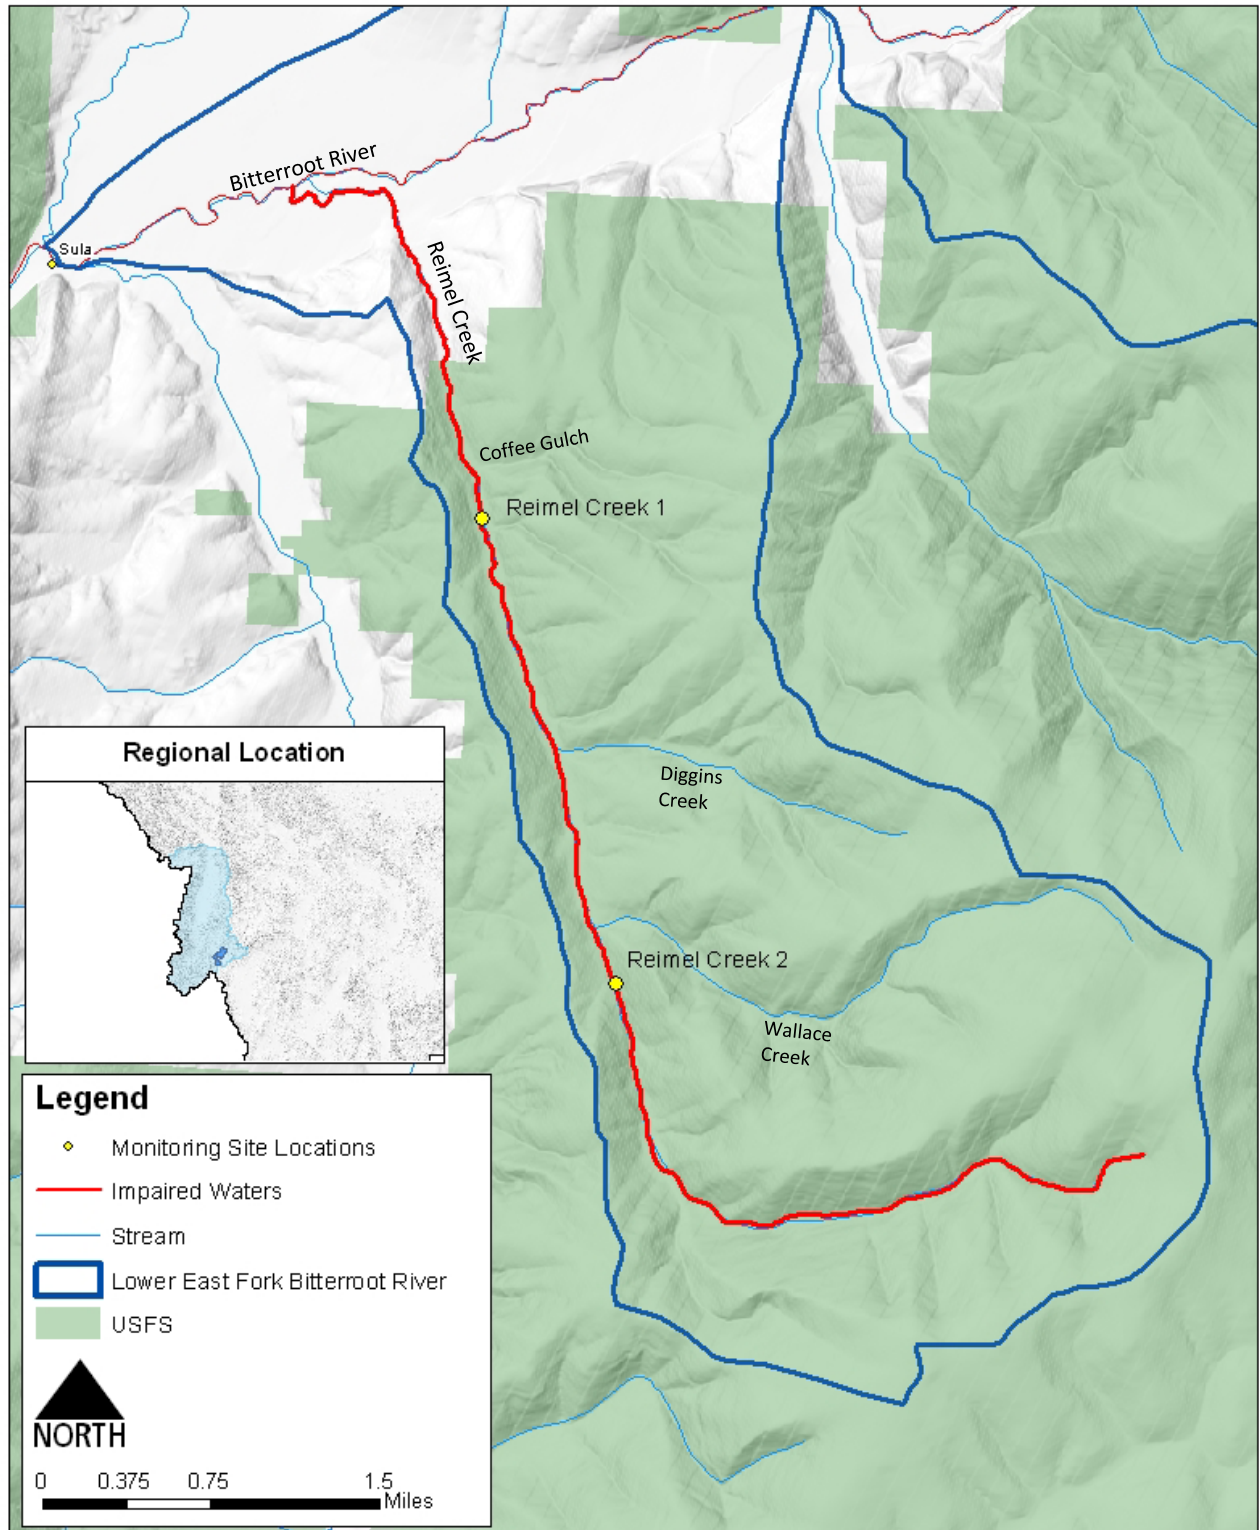 Bitterroot River
Sula
Reimel Creek
Coffee Gulch
Reimel Creek 1
Diggins
Creek
Reimel Creek 2
Wallace
Creek
Regional Location
Legend
Monitoring Site Locations
Impaired Waters
Stream
Lower East Fork Bitterroot River
USFS
NORTH
0 0.375 0.75 1.5
Miles